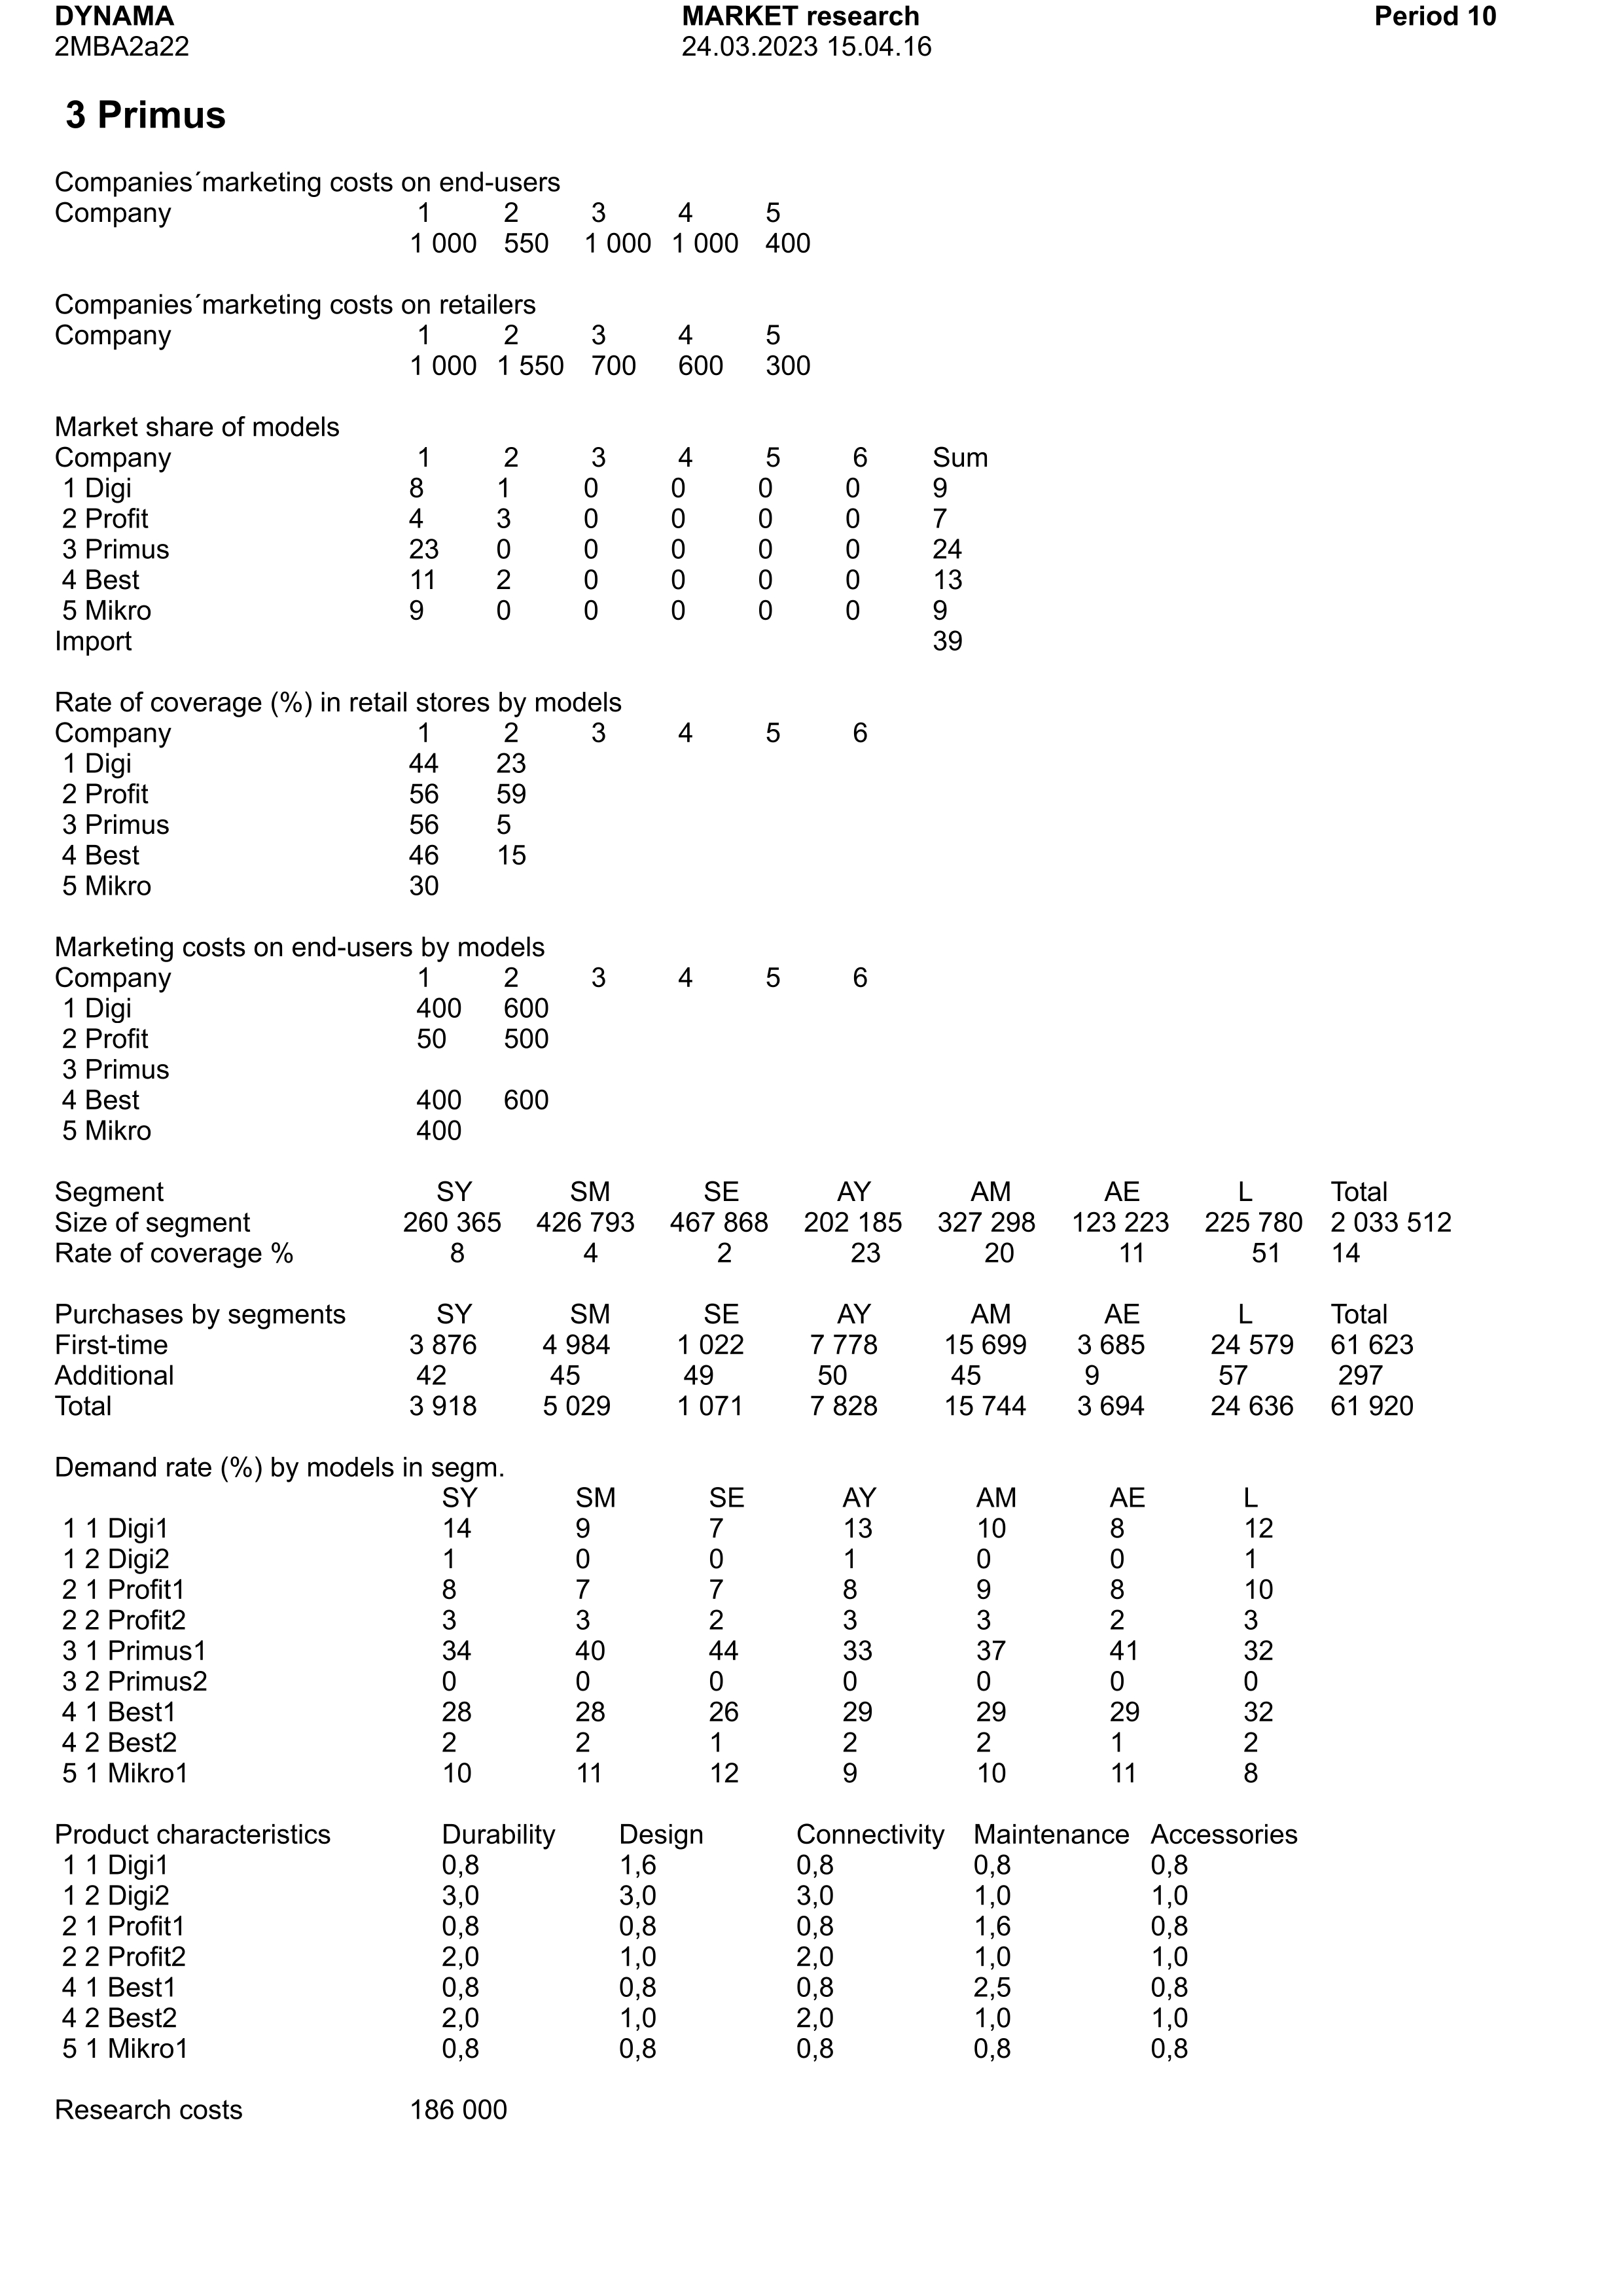 DYNAMA MARKET research Period 10
2MBA2a22 24.03.2023 15.04.16
3 Primus
Companies´marketing costs on end-users
Company 1 2 3 4 5
1 000 550 1 000 1 000 400
Companies´marketing costs on retailers
Company 1 2 3 4 5
1 000 1 550 700 600 300
Market share of models
Company 1 2 3 4 5 6 Sum
1 Digi 8 1 0 0 0 0 9
2 Profit 4 3 0 0 0 0 7
3 Primus 23 0 0 0 0 0 24
4 Best 11 2 0 0 0 0 13
5 Mikro 9 0 0 0 0 0 9
Import 39
Rate of coverage (%) in retail stores by models
Company 1 2 3 4 5 6
1 Digi 44 23
2 Profit 56 59
3 Primus 56 5
4 Best 46 15
5 Mikro 30
Marketing costs on end-users by models
Company 1 2 3 4 5 6
1 Digi 400 600
2 Profit 50 500
3 Primus
4 Best 400 600
5 Mikro 400
Segment SY SM SE AY AM AE L Total
Size of segment 260 365 426 793 467 868 202 185 327 298 123 223 225 780 2 033 512
Rate of coverage % 8 4 2 23 20 11 51 14
Purchases by segments SY SM SE AY AM AE L Total
First-time 3 876 4 984 1 022 7 778 15 699 3 685 24 579 61 623
Additional 42 45 49 50 45 9 57 297
Total 3 918 5 029 1 071 7 828 15 744 3 694 24 636 61 920
Demand rate (%) by models in segm.
SY SM SE AY AM AE L
1 1 Digi1 14 9 7 13 10 8 12
1 2 Digi2 1 0 0 1 0 0 1
2 1 Profit1 8 7 7 8 9 8 10
2 2 Profit2 3 3 2 3 3 2 3
3 1 Primus1 34 40 44 33 37 41 32
3 2 Primus2 0 0 0 0 0 0 0
4 1 Best1 28 28 26 29 29 29 32
4 2 Best2 2 2 1 2 2 1 2
5 1 Mikro1 10 11 12 9 10 11 8
Product characteristics Durability Design Connectivity Maintenance Accessories
1 1 Digi1 0,8 1,6 0,8 0,8 0,8
1 2 Digi2 3,0 3,0 3,0 1,0 1,0
2 1 Profit1 0,8 0,8 0,8 1,6 0,8
2 2 Profit2 2,0 1,0 2,0 1,0 1,0
4 1 Best1 0,8 0,8 0,8 2,5 0,8
4 2 Best2 2,0 1,0 2,0 1,0 1,0
5 1 Mikro1 0,8 0,8 0,8 0,8 0,8
Research costs 186 000